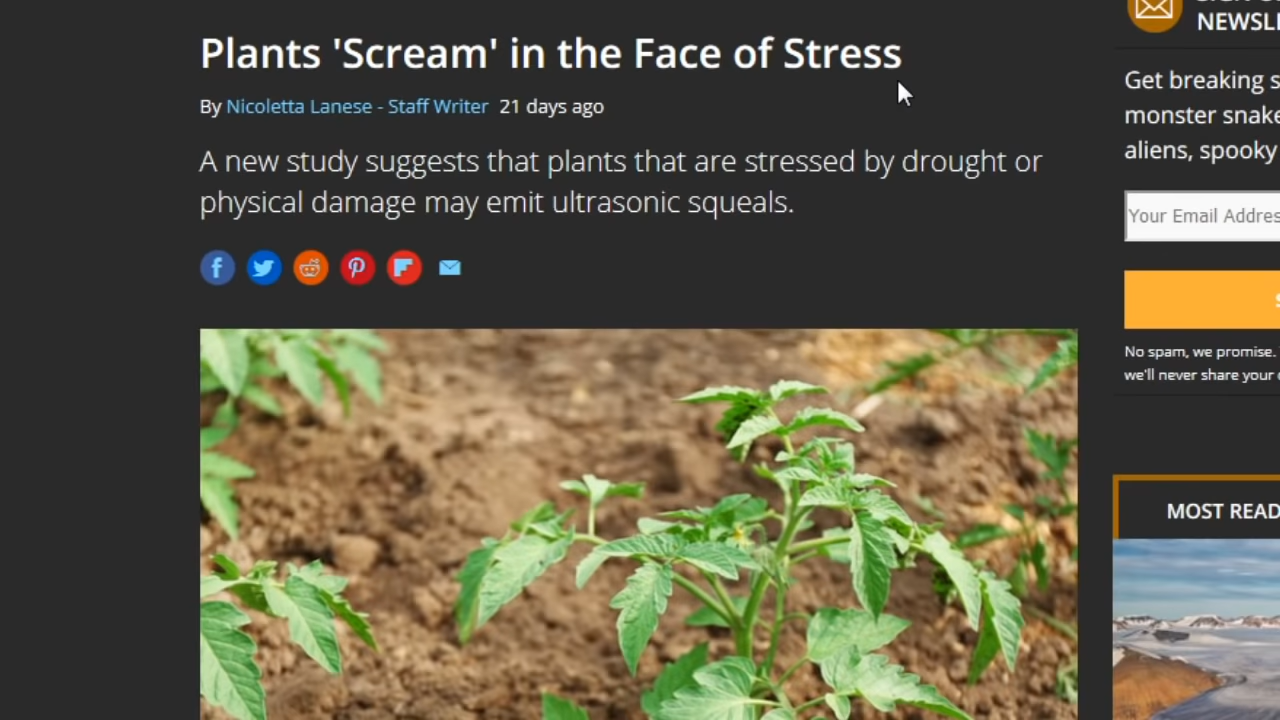 Plants 'Scream' in the Face of Stress
By Nicoletta Lanese - Staff Writer 21 days ago
A new study suggests that plants that are stressed by drought or
physical damage may emit ultrasonic squeals.
NEWSL
Get breaking s
monster snake
aliens, spooky
Your Email Addres
No spam, we promise.
we'll never share your
MOST READ